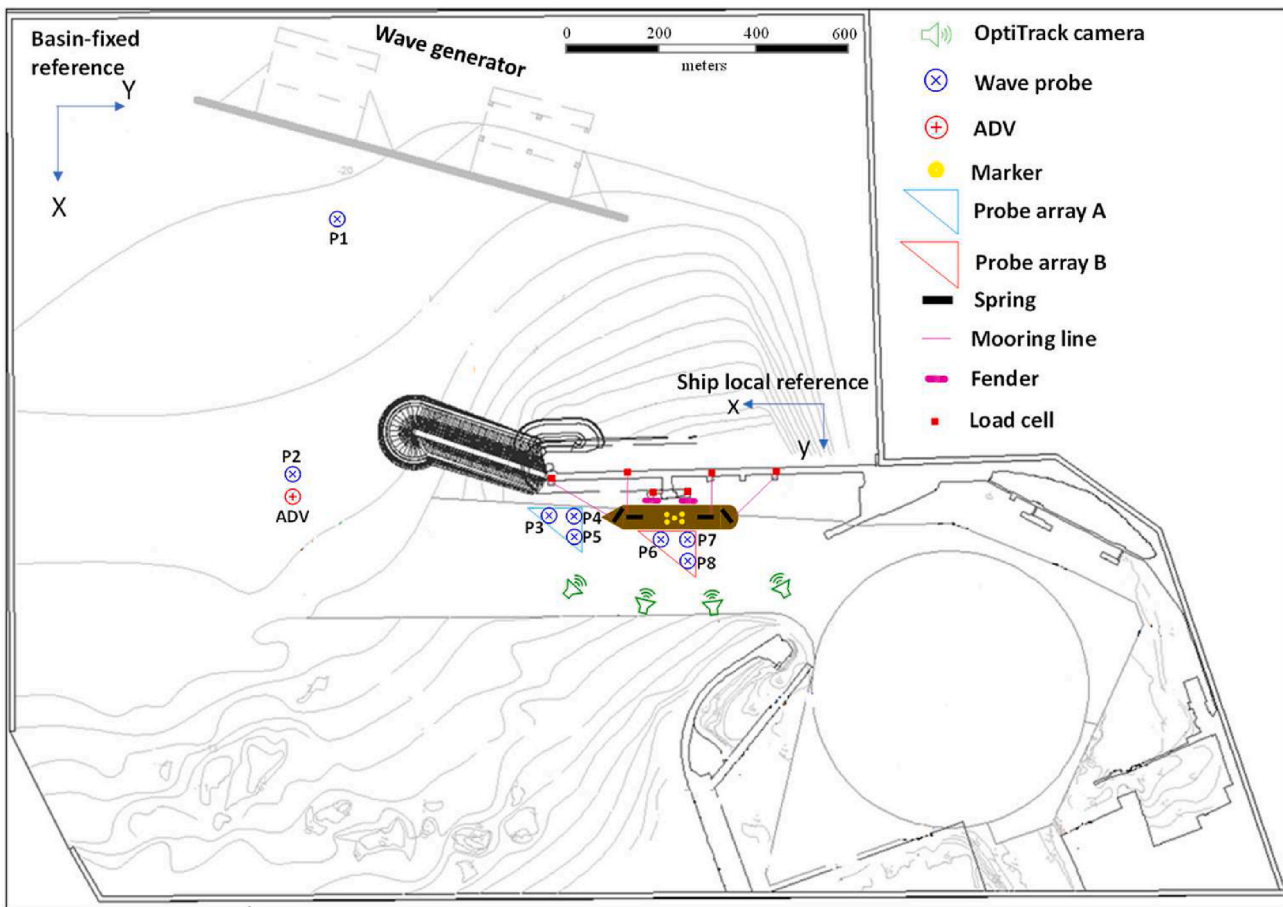 Basin-fixed
reference
Y
X
Wave generator
0 200 400 600
meters
-20
P1
OptiTrack camera
Wave probe
ADV
Marker
Probe array A
Probe array B
Spring
Mooring line
Fender
Load cell
Ship local reference
X
y
P2
ADV
P3
P4
P5
P6
P7
P8